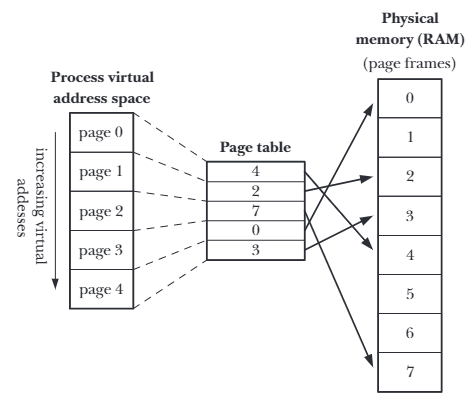 Physical
memory (RAM)
(page frames)
Process virtual
address space
increasing virtual
addesses
page 0
page 1
page 2
page 3
page 4
Page table
4
2
7
0
3
0
1
2
3
4
5
6
7